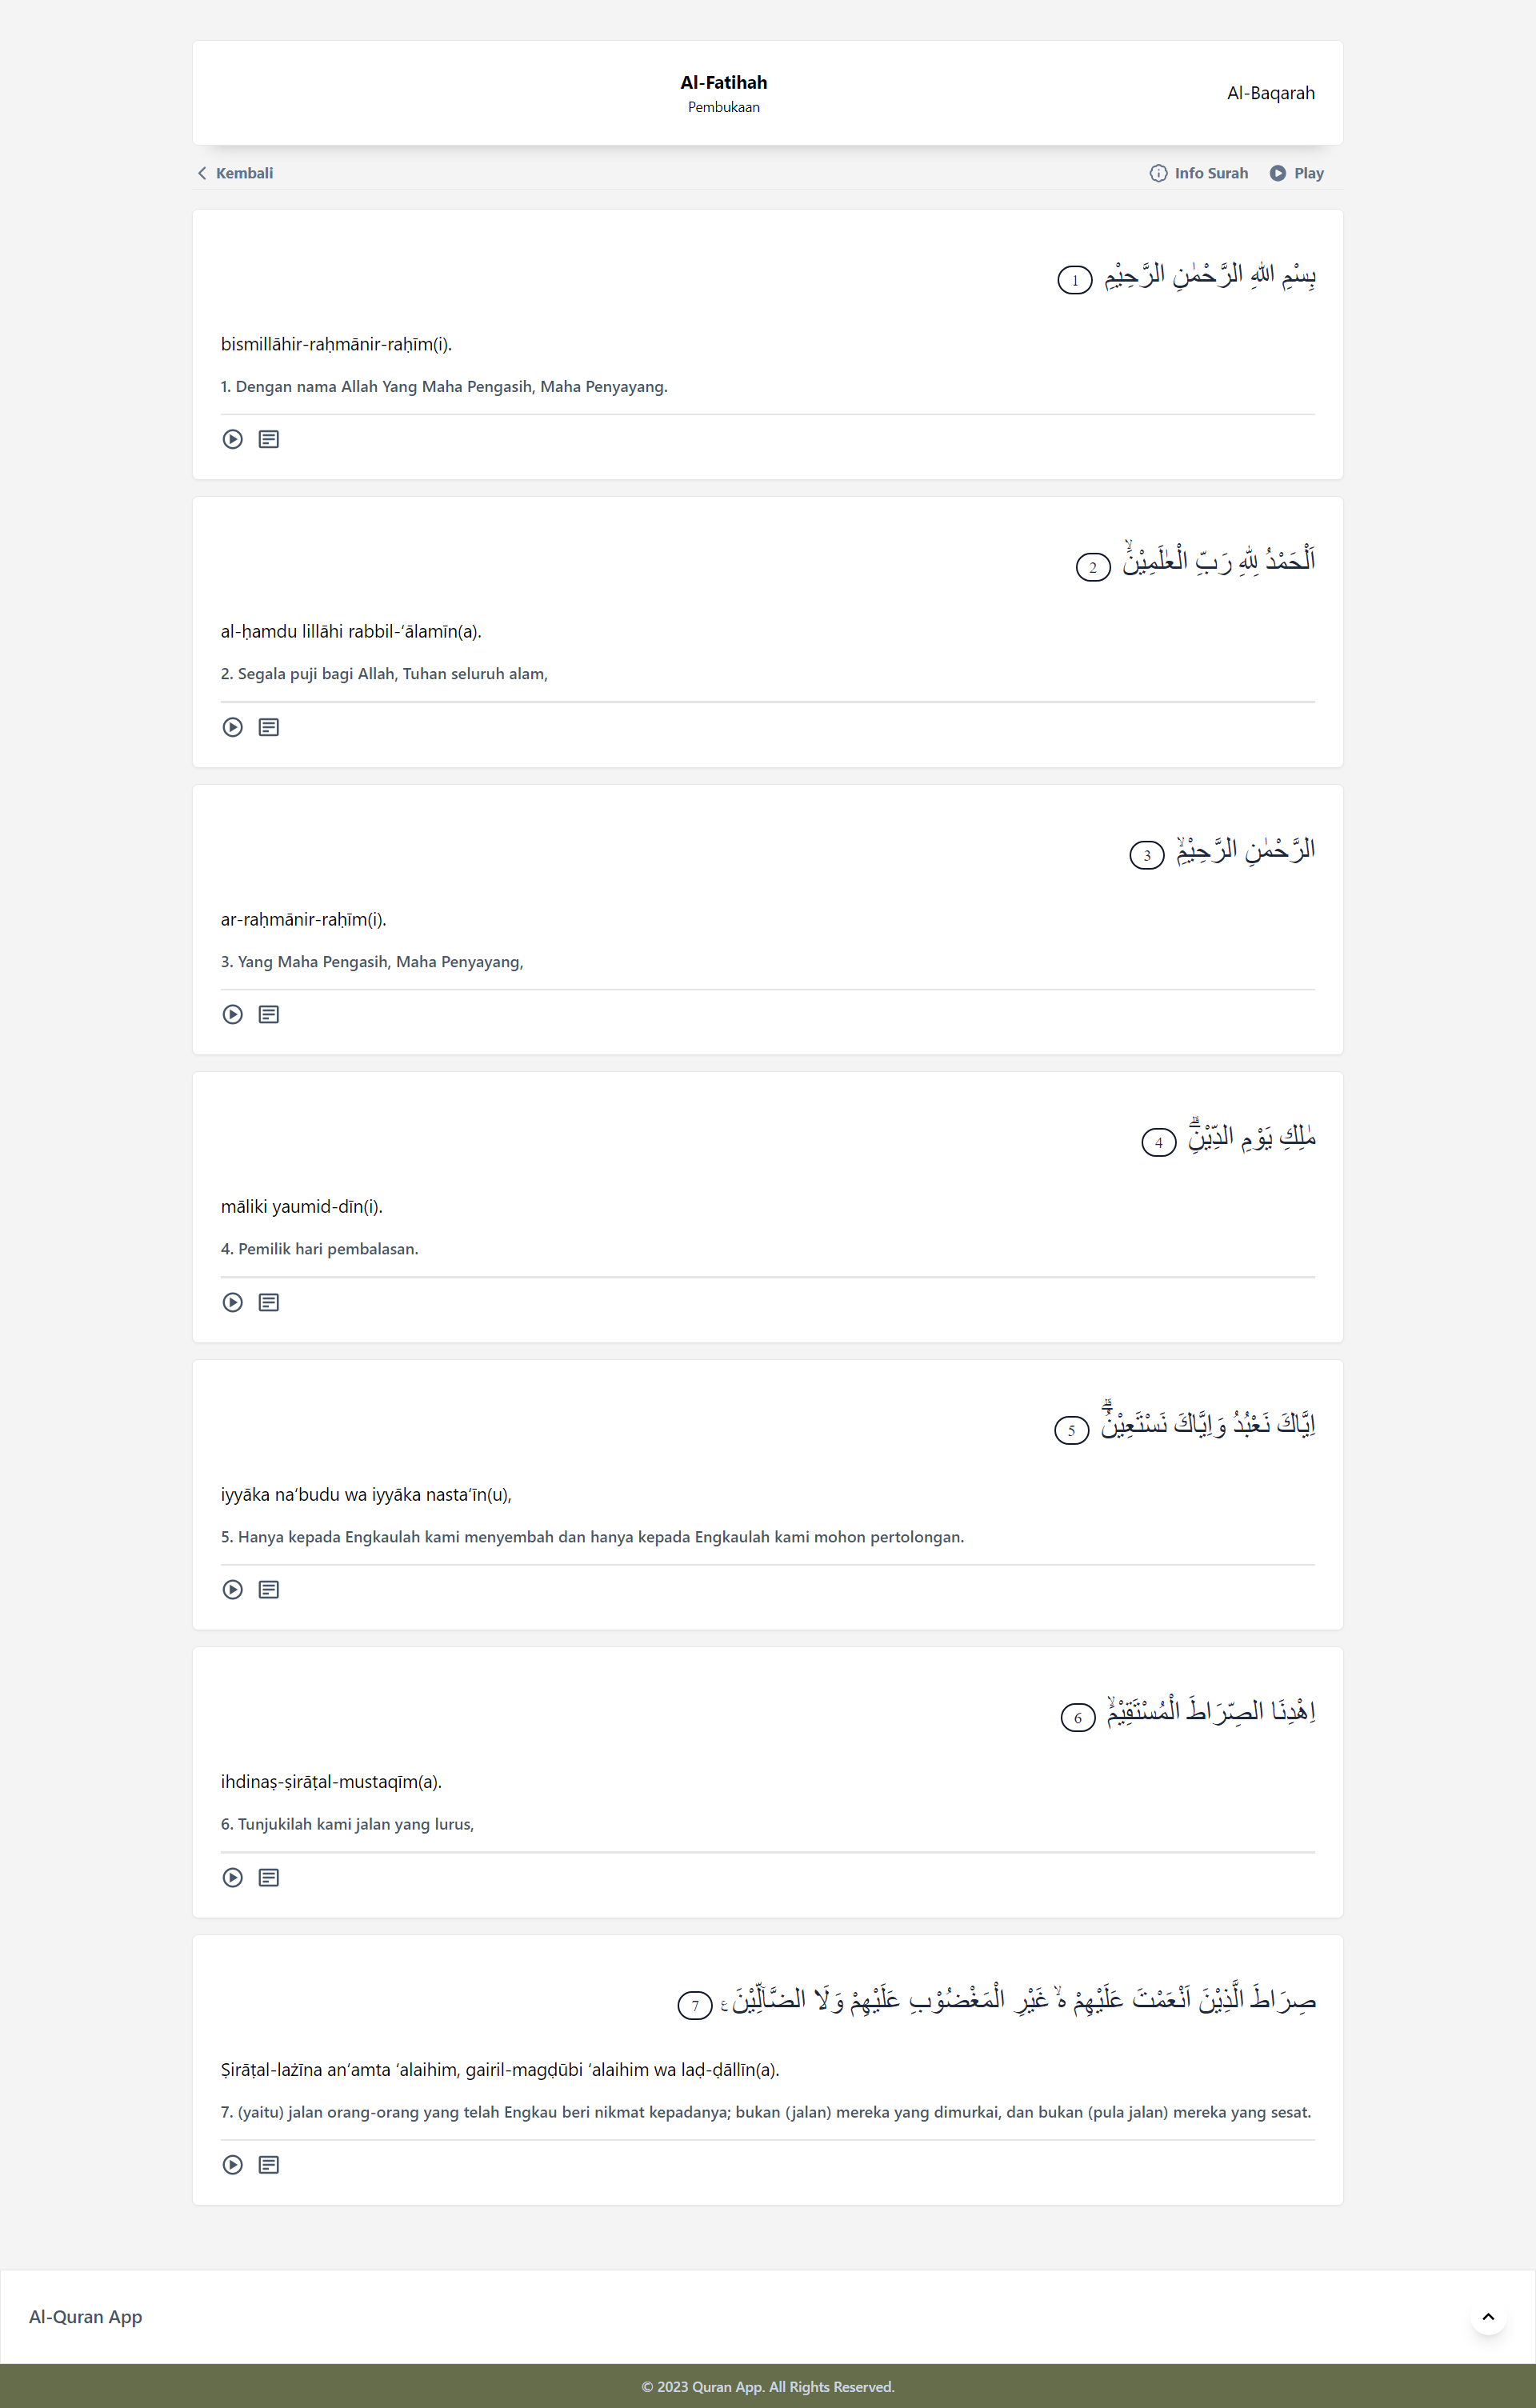 Al-Fatihah
Pembukaan
Al-Baqarah
Kembali
Info Surah
Play
بِسْمِ اللّٰهِ الرَّحْمٰنِ الرَّحِيْمِ 1
bismillāhir-raḥmānir-raḥīm(i).
1. Dengan nama Allah Yang Maha Pengasih, Maha Penyayang.
اَلْحَمْدُ لِلّٰهِ رَبِّ الْعٰلَمِيْنَۙ 2
al-ḥamdu lillāhi rabbil-‘ālamīn(a).
2. Segala puji bagi Allah, Tuhan seluruh alam,
الرَّحْمٰنِ الرَّحِيْمِۙ 3
ar-raḥmānir-raḥīm(i).
3. Yang Maha Pengasih, Maha Penyayang,
مٰلِكِ يَوْمِ الدِّيْنِۗ 4
māliki yaumid-dīn(i).
4. Pemilik hari pembalasan.
اِيَّاكَ نَعْبُدُ وَاِيَّاكَ نَسْتَعِيْنُۗ 5
iyyāka na‘budu wa iyyāka nasta‘īn(u),
5. Hanya kepada Engkaulah kami menyembah dan hanya kepada Engkaulah kami mohon pertolongan.
اِهْدِنَا الصِّرَاطَ الْمُسْتَقِيْمَۙ 6
ihdinaṣ-ṣirāṭal-mustaqīm(a).
6. Tunjukilah kami jalan yang lurus,
صِرَاطَ الَّذِيْنَ اَنْعَمْتَ عَلَيْهِمْ ەۙ غَيْرِ الْمَغْضُوْبِ عَلَيْهِمْ وَلَا الضَّاۤلِّيْنَ ࣖ 7
Ṣirāṭal-lażīna an‘amta ‘alaihim, gairil-magḍūbi ‘alaihim wa laḍ-ḍāllīn(a).
7. (yaitu) jalan orang-orang yang telah Engkau beri nikmat kepadanya; bukan (jalan) mereka yang dimurkai, dan bukan (pula jalan) mereka yang sesat.
Al-Quran App
© 2023 Quran App. All Rights Reserved.